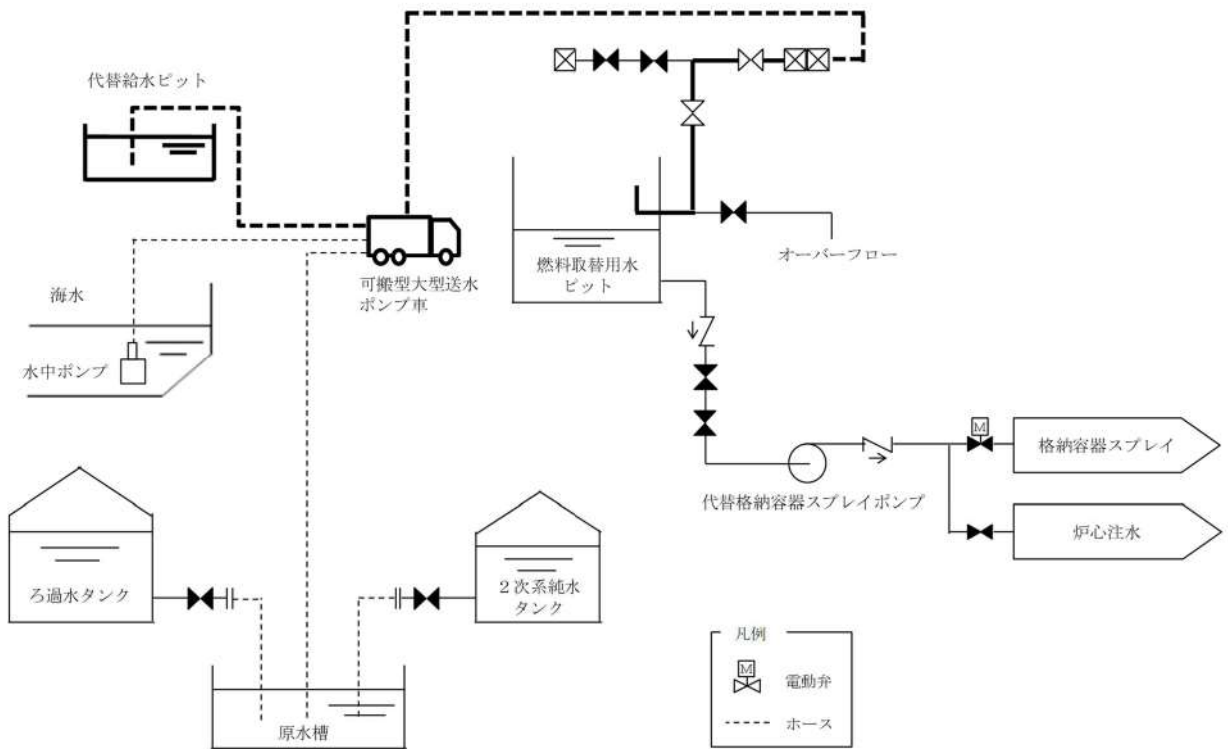 代替給水ピット
オーバーフロー
燃料取替用水
ピット
可搬型大型送水
ポンプ車
海水
水中ポンプ
M
格納容器スプレイ
代替格納容器スプレイポンプ
炉心注水
ろ過水タンク
2次系純水
タンク
原水槽
凡例
M
電動弁
ホース